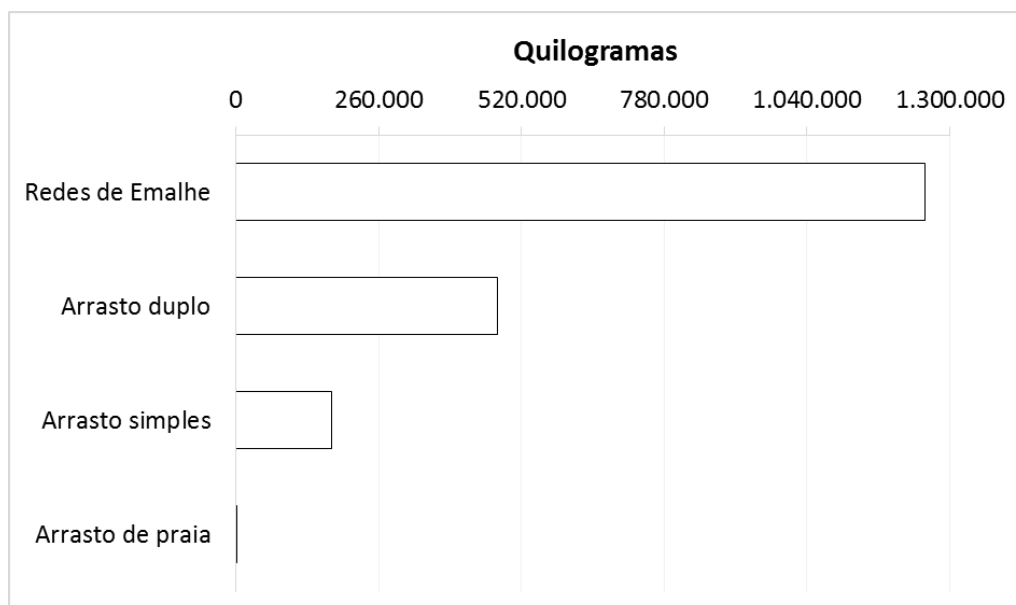 Quilogramas
0 260.000 520.000 780.000 1.040.000 1.300.000
Redes de Emalhe
Arrasto duplo
Arrasto simples
Arrasto de praia